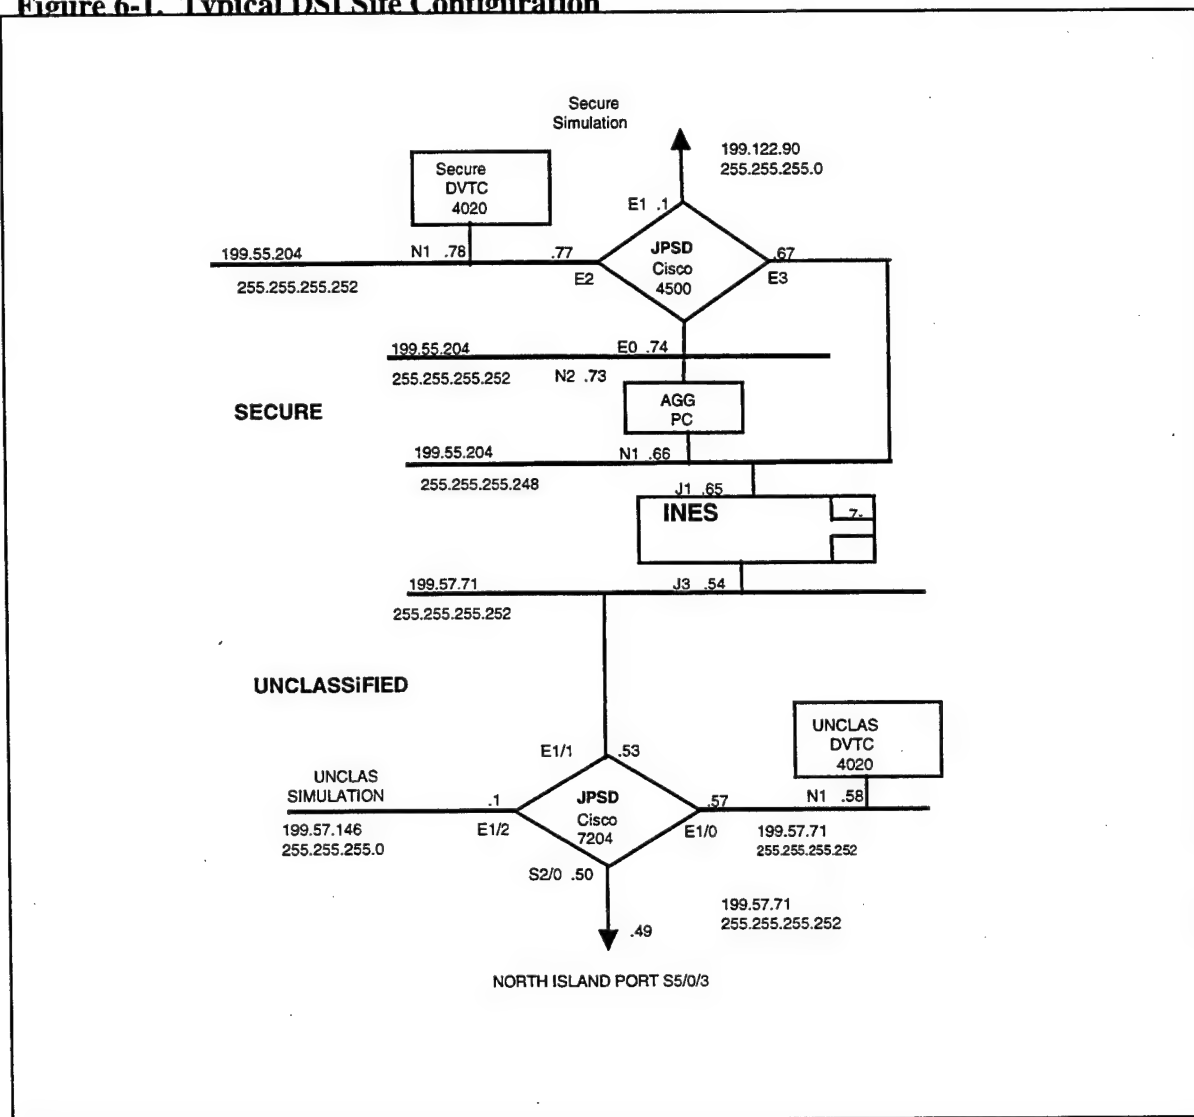 Figure 6-1. Typical DSI Site Configuration
Secure
Simulation
199.122.90
255.255.255.0
Secure
DVTC
4020
E1 .1
199.55.204
N1 .78
.77
JPSD
Cisco
4500
.67
E2
E3
255.255.255.252
199.55.204
E0 .74
255.255.255.252
N2 .73
SECURE
AGG
PC
199.55.204
N1 .66
255.255.255.248
J1 .65
INES
199.57.71
J3 .54
255.255.255.252
UNCLASSiFIED
UNCLAS
DVTC
4020
E1/1
.53
UNCLAS
SIMULATION
.1
JPSD
Cisco
7204
.57
N1 .58
199.57.146
255.255.255.0
E1/2
E1/0
199.57.71
255.255.255.252
S2/0 .50
199.57.71
255.255.255.252
.49
NORTH ISLAND PORT S5/0/3